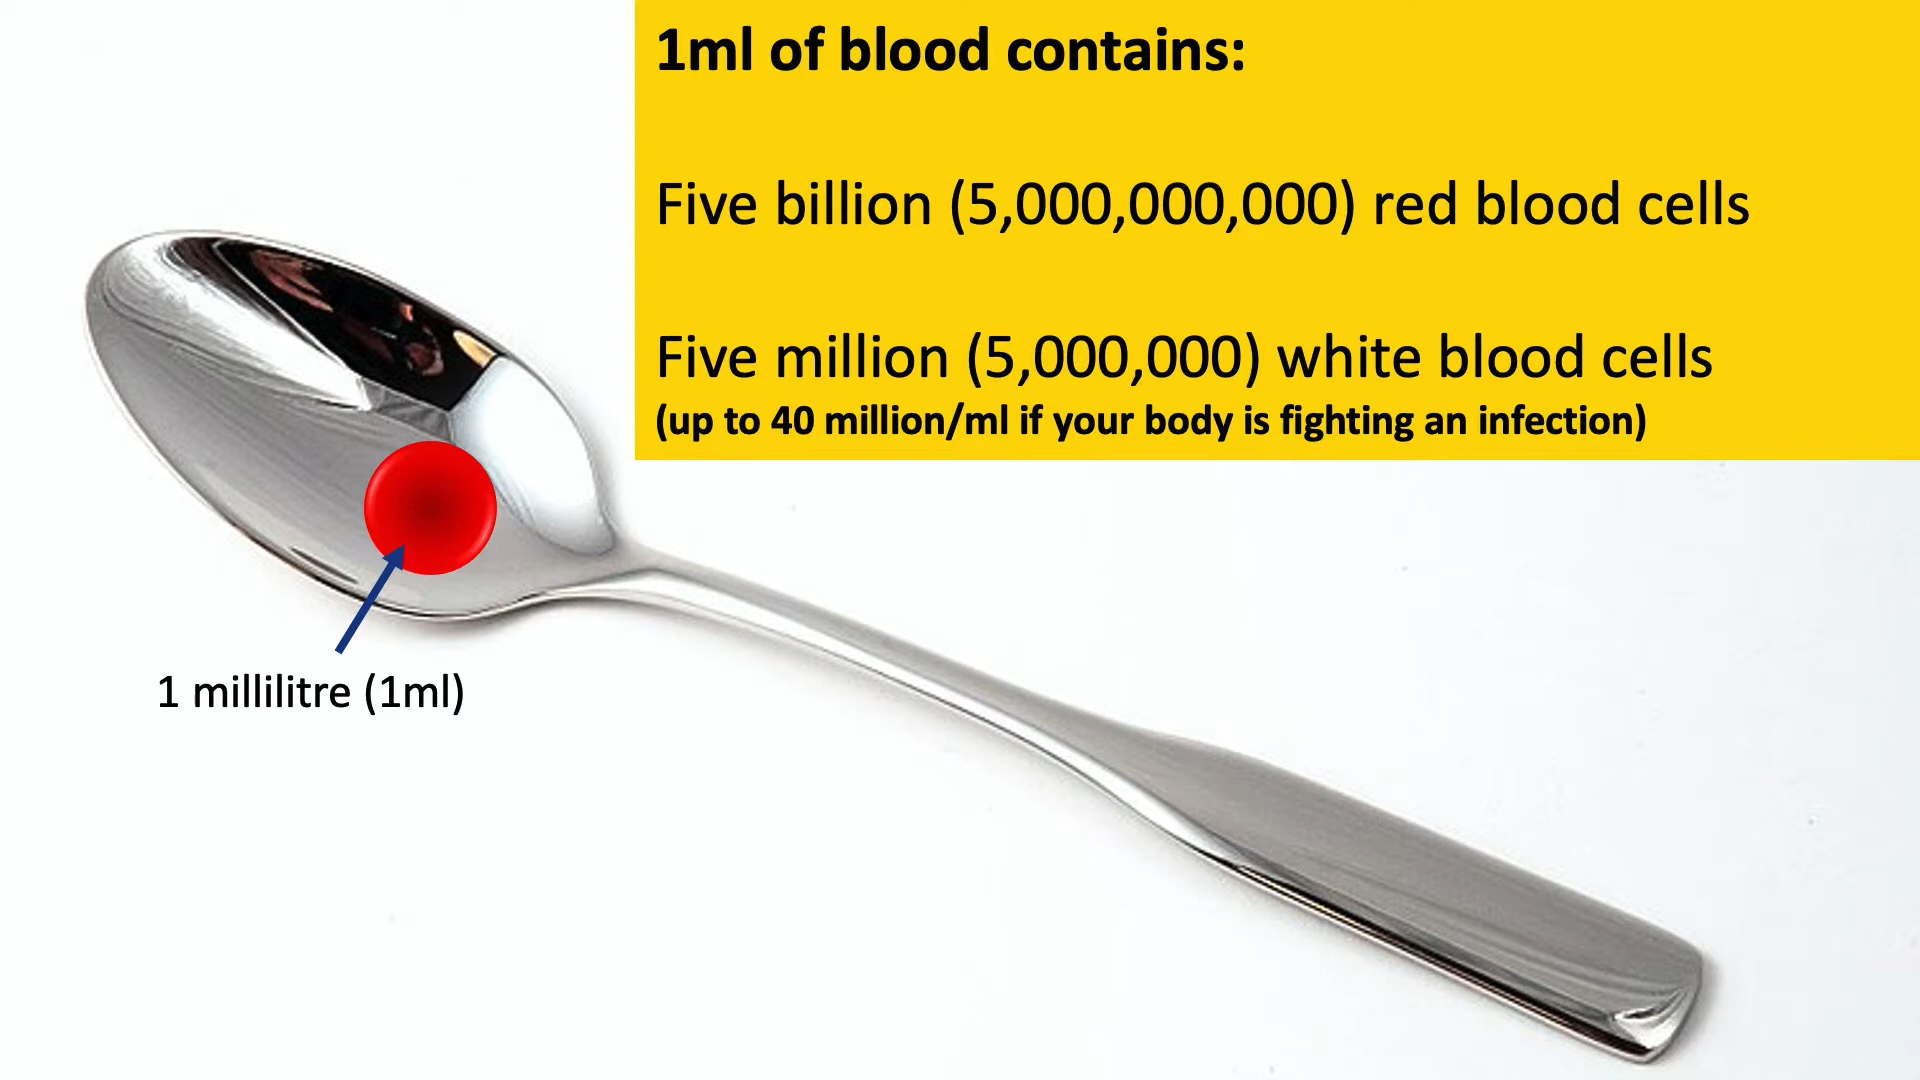 1ml of blood contains:
Five billion (5,000,000,000) red blood cells
Five million (5,000,000) white blood cells
(up to 40 million/ml if your body is fighting an infection)
1 millilitre (1ml)